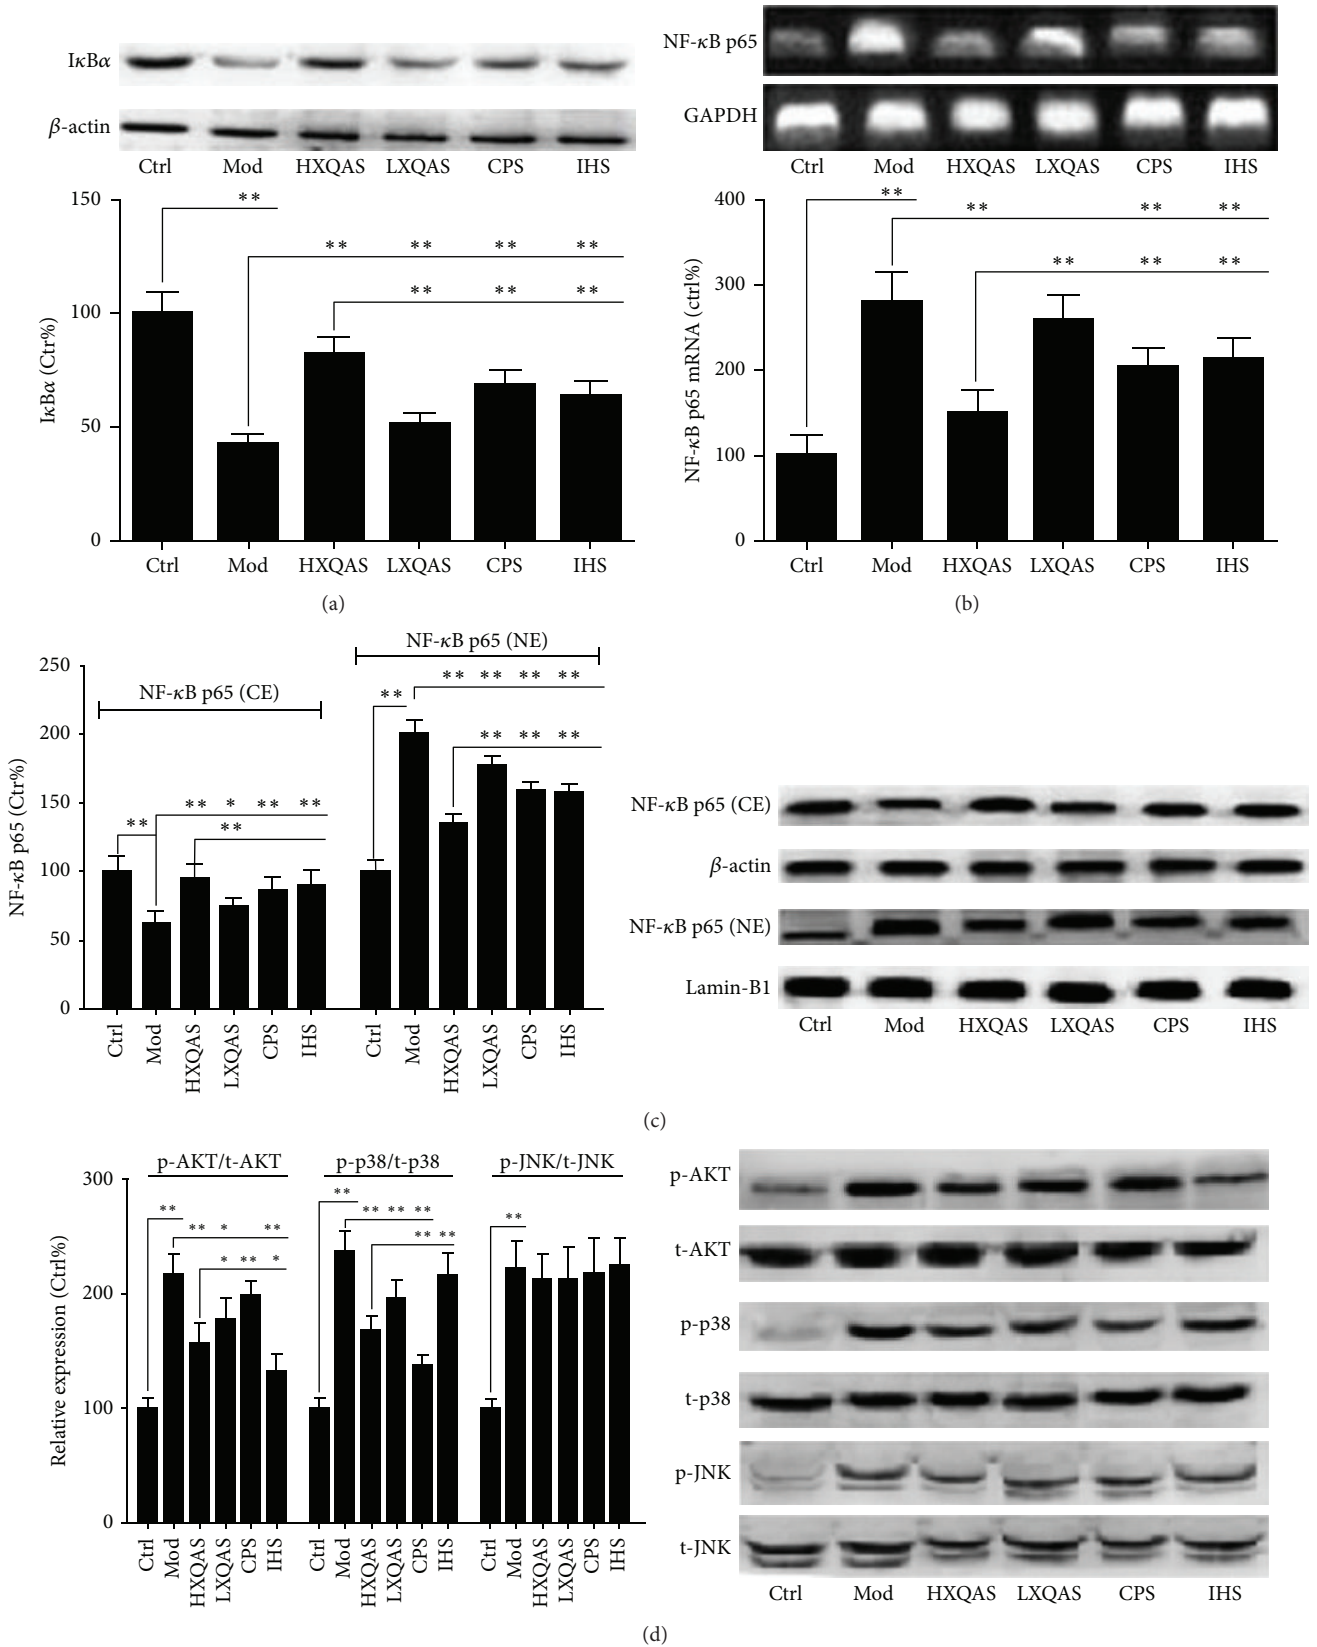 IκBα
β-actin
Ctrl Mod HXQAS LXQAS CPS IHS
150
100
50
0
IκBα (Ctr%)
**
** ** ** **
** ** **
Ctrl Mod HXQAS LXQAS CPS IHS
(a)
NF-κB p65
GAPDH
Ctrl Mod HXQAS LXQAS CPS IHS
400
300
200
100
0
NF-κB p65 mRNA (ctrl%)
**
** ** **
** ** **
Ctrl Mod HXQAS LXQAS CPS IHS
(b)
250
200
150
100
50
0
NF-κB p65 (Ctr%)
NF-κB p65 (CE)
**
** * ** **
**
NF-κB p65 (NE)
**
** ** ** **
** ** **
Ctrl Mod HXQAS LXQAS CPS IHS Ctrl Mod HXQAS LXQAS CPS IHS
NF-κB p65 (CE)
β-actin
NF-κB p65 (NE)
Lamin-B1
Ctrl Mod HXQAS LXQAS CPS IHS
(c)
300
200
100
0
Relative expression (Ctrl%)
p-AKT/t-AKT p-p38/t-p38 p-JNK/t-JNK
**
** * **
* ** *
**
** ** **
** **
**
Ctrl Mod HXQAS LXQAS CPS IHS Ctrl Mod HXQAS LXQAS CPS IHS Ctrl Mod HXQAS LXQAS CPS IHS
p-AKT
t-AKT
p-p38
t-p38
p-JNK
t-JNK
Ctrl Mod HXQAS LXQAS CPS IHS
(d)